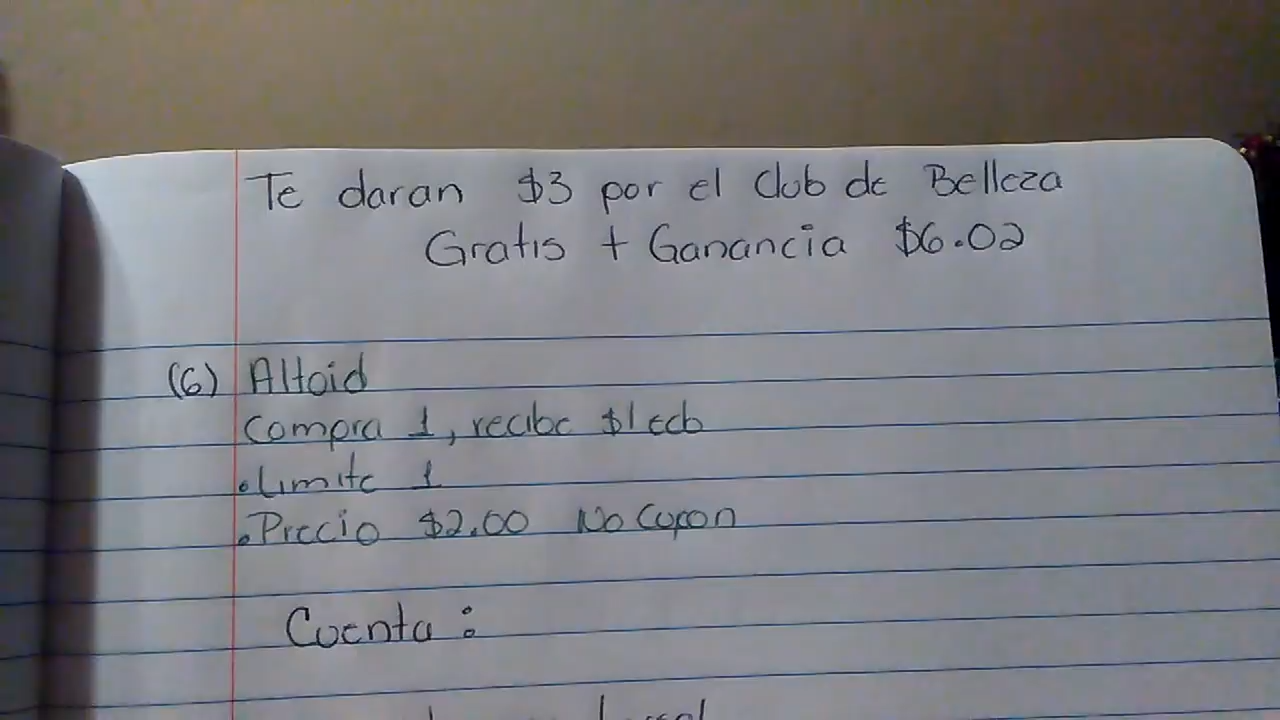 Te daran $3 por el Club de Belleza
Gratis + Ganancia $6.02
(6) Altoid
Compra 1, recibe $1 ecb
.Limite 1
.Precio $2.00 No Cupon
Cuenta: